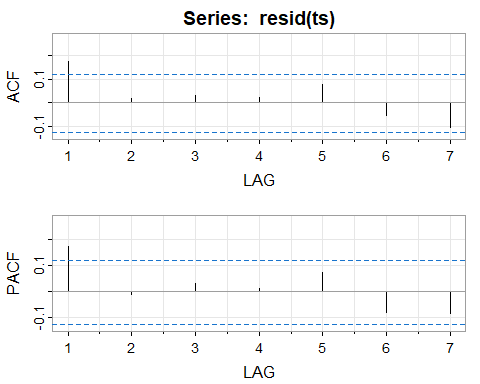 Series: resid(ts)
ACF
0.1
-0.1
1 2 3 4 5 6 7
LAG
PACF
0.1
-0.1
1 2 3 4 5 6 7
LAG